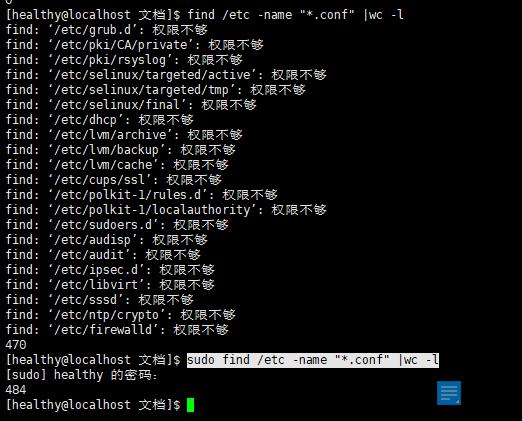 0
[healthy@localhost 文档]$ find /etc -name "*.conf" |wc -l
find: ‘/etc/grub.d’: 权限不够
find: ‘/etc/pki/CA/private’: 权限不够
find: ‘/etc/pki/rsyslog’: 权限不够
find: ‘/etc/selinux/targeted/active’: 权限不够
find: ‘/etc/selinux/targeted/tmp’: 权限不够
find: ‘/etc/selinux/final’: 权限不够
find: ‘/etc/dhcp’: 权限不够
find: ‘/etc/lvm/archive’: 权限不够
find: ‘/etc/lvm/backup’: 权限不够
find: ‘/etc/lvm/cache’: 权限不够
find: ‘/etc/cups/ssl’: 权限不够
find: ‘/etc/polkit-1/rules.d’: 权限不够
find: ‘/etc/polkit-1/localauthority’: 权限不够
find: ‘/etc/sudoers.d’: 权限不够
find: ‘/etc/audisp’: 权限不够
find: ‘/etc/audit’: 权限不够
find: ‘/etc/ipsec.d’: 权限不够
find: ‘/etc/libvirt’: 权限不够
find: ‘/etc/sssd’: 权限不够
find: ‘/etc/ntp/crypto’: 权限不够
find: ‘/etc/firewalld’: 权限不够
470
[healthy@localhost 文档]$ sudo find /etc -name "*.conf" |wc -l
[sudo] healthy 的密码：
484
[healthy@localhost 文档]$